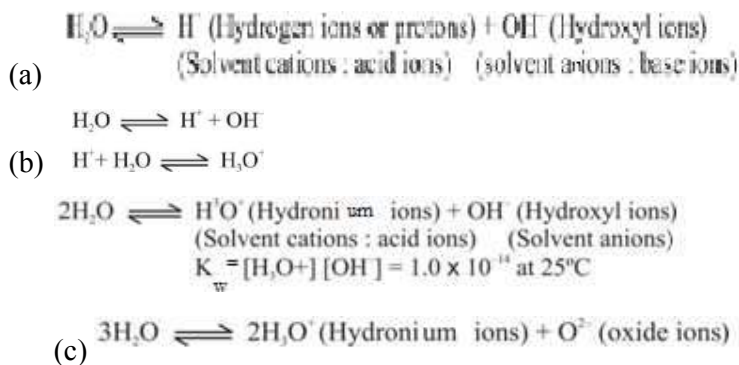 H₂O ⇌ H⁺ (Hydrogen ions or protons) + OH⁻ (Hydroxyl ions)
(a) (Solvent cations : acid ions) (solvent anions : base ions)
H₂O ⇌ H⁺ + OH⁻
(b) H⁺ + H₂O ⇌ H₃O⁺
2H₂O ⇌ H³O⁺ (Hydroni um ions) + OH⁻ (Hydroxyl ions)
(Solvent cations : acid ions) (Solvent anions)
K_w = [H₃O+] [OH⁻] = 1.0 x 10⁻¹⁴ at 25ºC
(c) 3H₂O ⇌ 2H₃O⁺ (Hydronium ions) + O²⁻ (oxide ions)